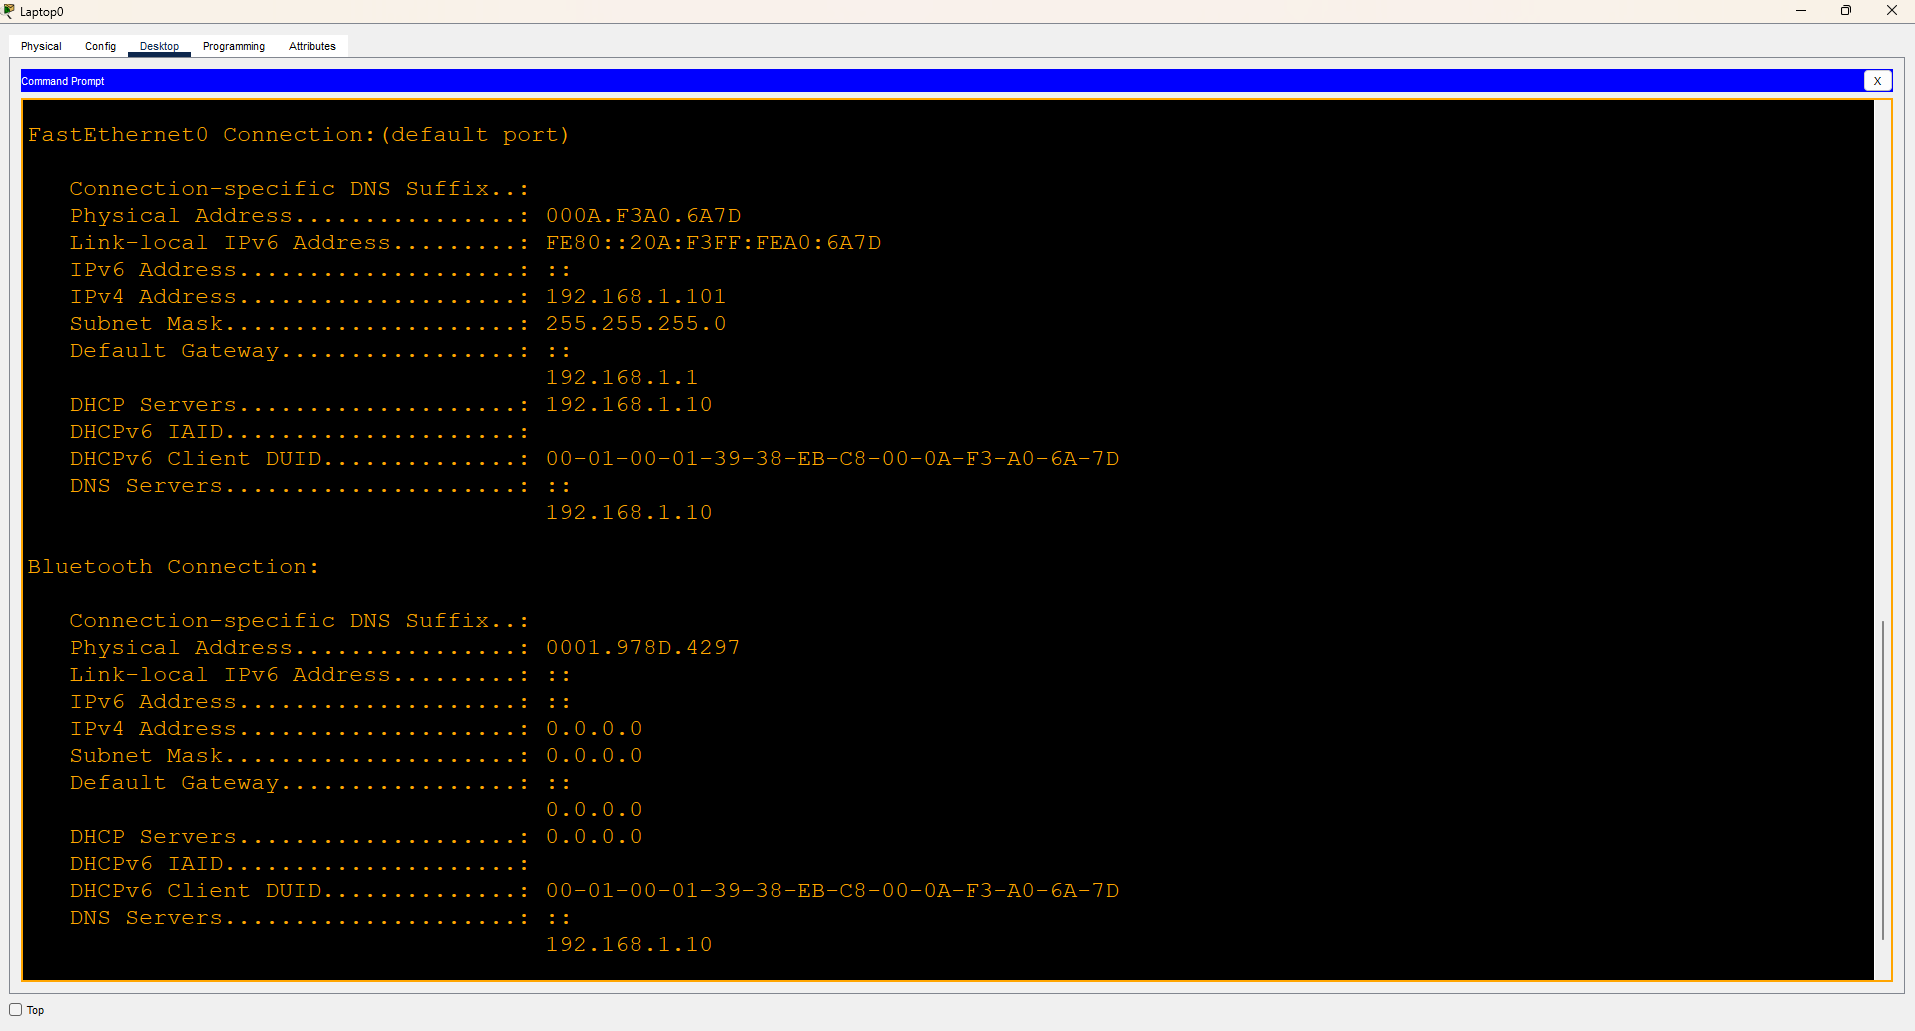 Laptop0
Physical Config Desktop Programming Attributes
Command Prompt
X
FastEthernet0 Connection:(default port)
Connection-specific DNS Suffix..:
Physical Address................: 000A.F3A0.6A7D
Link-local IPv6 Address.........: FE80::20A:F3FF:FEA0:6A7D
IPv6 Address....................: ::
IPv4 Address....................: 192.168.1.101
Subnet Mask.....................: 255.255.255.0
Default Gateway.................: ::
192.168.1.1
DHCP Servers....................: 192.168.1.10
DHCPv6 IAID.....................:
DHCPv6 Client DUID..............: 00-01-00-01-39-38-EB-C8-00-0A-F3-A0-6A-7D
DNS Servers.....................: ::
192.168.1.10
Bluetooth Connection:
Connection-specific DNS Suffix..:
Physical Address................: 0001.978D.4297
Link-local IPv6 Address.........: ::
IPv6 Address....................: ::
IPv4 Address....................: 0.0.0.0
Subnet Mask.....................: 0.0.0.0
Default Gateway.................: ::
0.0.0.0
DHCP Servers....................: 0.0.0.0
DHCPv6 IAID.....................:
DHCPv6 Client DUID..............: 00-01-00-01-39-38-EB-C8-00-0A-F3-A0-6A-7D
DNS Servers.....................: ::
192.168.1.10
Top